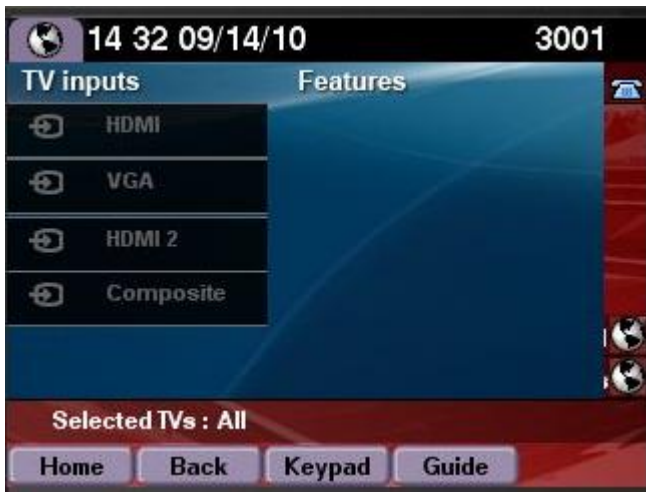 14 32 09/14/10 3001
TV inputs Features
HDMI
VGA
HDMI 2
Composite
Selected TVs : All
Home Back Keypad Guide